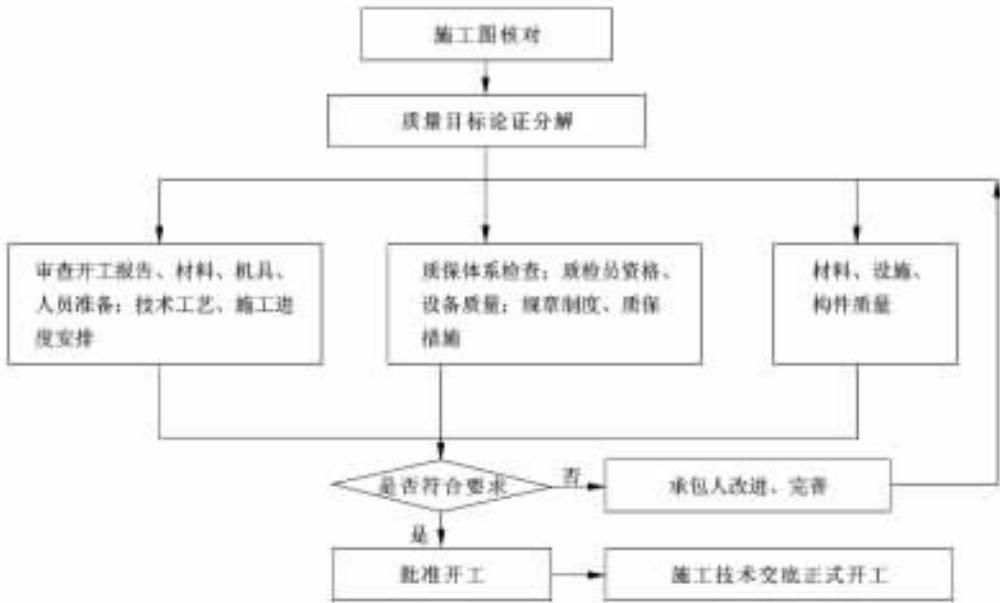 施工图核对
质量目标论证分解
审查开工报告、材料、机具、
人员准备；技术工艺、施工进
度安排
质保体系检查；质检员资格、
设备质量；规章制度、质保
措施
材料、设施、
构件质量
是否符合要求
否
承包人改进、完善
是
批准开工
施工技术交底正式开工